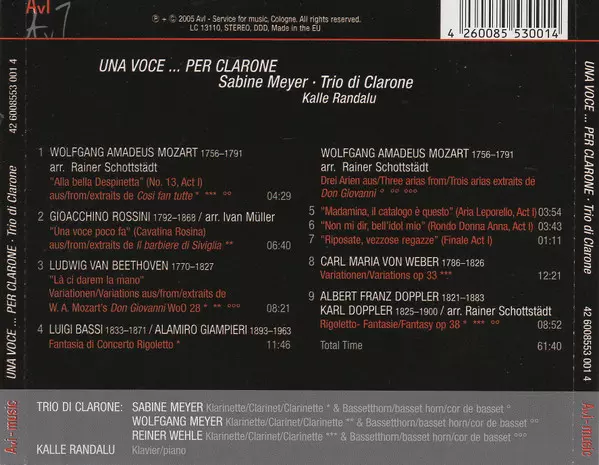 AvI
Av7
℗ + © 2005 AvI - Service for music, Cologne. All rights reserved.
LC 13110, STEREO, DDD, Made in the EU
4 260085 530014
UNA VOCE ... PER CLARONE
Sabine Meyer · Trio di Clarone
Kalle Randalu
1 WOLFGANG AMADEUS MOZART 1756–1791
arr. Rainer Schottstädt
"Alla bella Despinetta" (No. 13, Act I)
aus/from/extraits de Cosi fan tutte * *** °° 04:29
2 GIOACCHINO ROSSINI 1792–1868 / arr. Ivan Müller
"Una voce poco fa" (Cavatina Rosina)
aus/from/extraits de Il barbiere di Siviglia ** 06:40
3 LUDWIG VAN BEETHOVEN 1770–1827
"Là ci darem la mano"
Variationen/Variations aus/from/extraits de
W. A. Mozart's Don Giovanni WoO 28 * ** °°° 08:21
4 LUIGI BASSI 1833–1871 / ALAMIRO GIAMPIERI 1893–1963
Fantasia di Concerto Rigoletto * 11:46
WOLFGANG AMADEUS MOZART 1756–1791
arr. Rainer Schottstädt
Drei Arien aus/Three arias from/Trois arias extraits de
Don Giovanni ° °° °°°
5 "Madamina, il catalogo è questo" (Aria Leporello, Act I) 03:54
6 "Non mi dir, bell'idol mio" (Rondo Donna Anna, Act I) 03:43
7 "Riposate, vezzose regazze" (Finale Act I) 01:11
8 CARL MARIA VON WEBER 1786–1826
Variationen/Variations op 33 *** 12:21
9 ALBERT FRANZ DOPPLER 1821–1883
KARL DOPPLER 1825–1900 / arr. Rainer Schottstädt
Rigoletto- Fantasie/Fantasy op 38 * *** °° 08:52
Total Time 61:40
TRIO DI CLARONE: SABINE MEYER Klarinette/Clarinet/Clarinette * & Bassetthorn/basset horn/cor de basset °
WOLFGANG MEYER Klarinette/Clarinet/Clarinette ** & Bassetthorn/basset horn/cor de basset °°
REINER WEHLE Klarinette/Clarinet/Clarinette *** & Bassetthorn/basset horn/cor de basset °°°
KALLE RANDALU Klavier/piano
AvI - music UNA VOCE ... PER CLARONE · Trio di Clarone 42 6008553 001 4
UNA VOCE ... PER CLARONE · Trio di Clarone 42 6008553 001 4 AvI - music